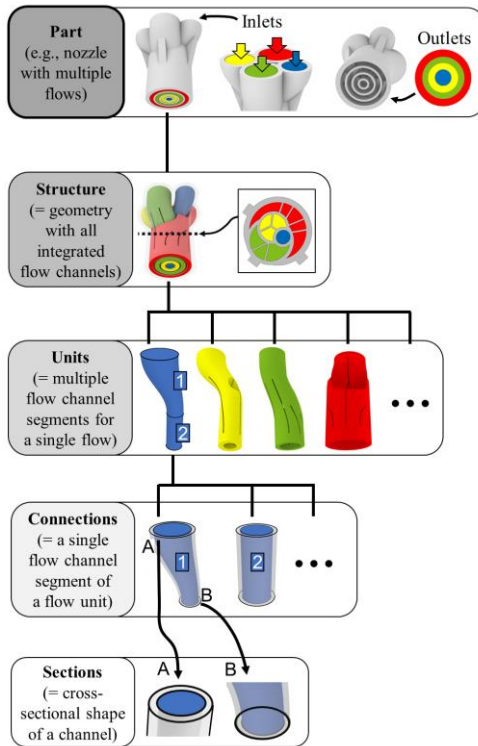 Part
(e.g., nozzle
with multiple
flows)
Inlets
Outlets
Structure
(= geometry
with all
integrated
flow channels)
Units
(= multiple
flow channel
segments for
a single flow)
1
2
Connections
(= a single
flow channel
segment of
a flow unit)
A
1
B
2
Sections
(= cross-
sectional shape
of a channel)
A
B